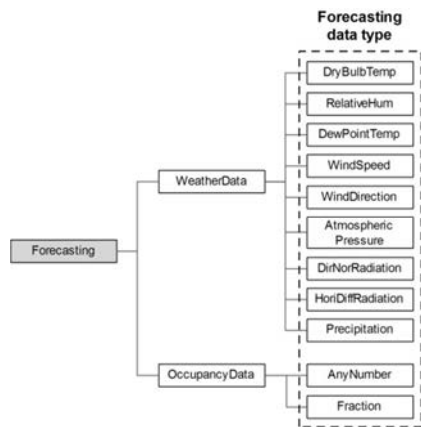 Forecasting
data type
DryBulbTemp
RelativeHum
DewPointTemp
WindSpeed
WeatherData
WindDirection
Atmospheric
Pressure
Forecasting
DirNorRadiation
HoriDiffRadiation
Precipitation
OccupancyData
AnyNumber
Fraction